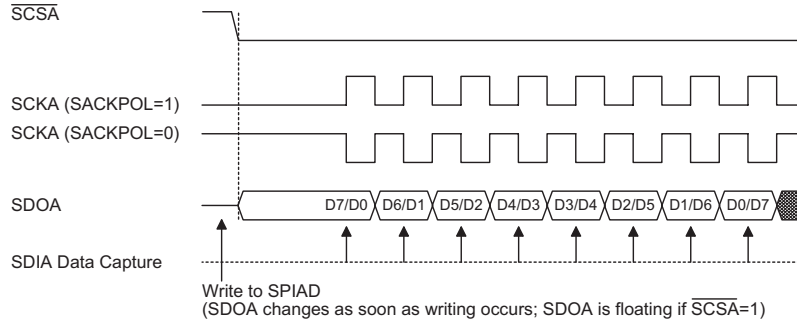 S̅C̅S̅A̅
SCKA (SACKPOL=1)
SCKA (SACKPOL=0)
SDOA
D7/D0 D6/D1 D5/D2 D4/D3 D3/D4 D2/D5 D1/D6 D0/D7
SDIA Data Capture
Write to SPIAD
(SDOA changes as soon as writing occurs; SDOA is floating if S̅C̅S̅A̅=1)